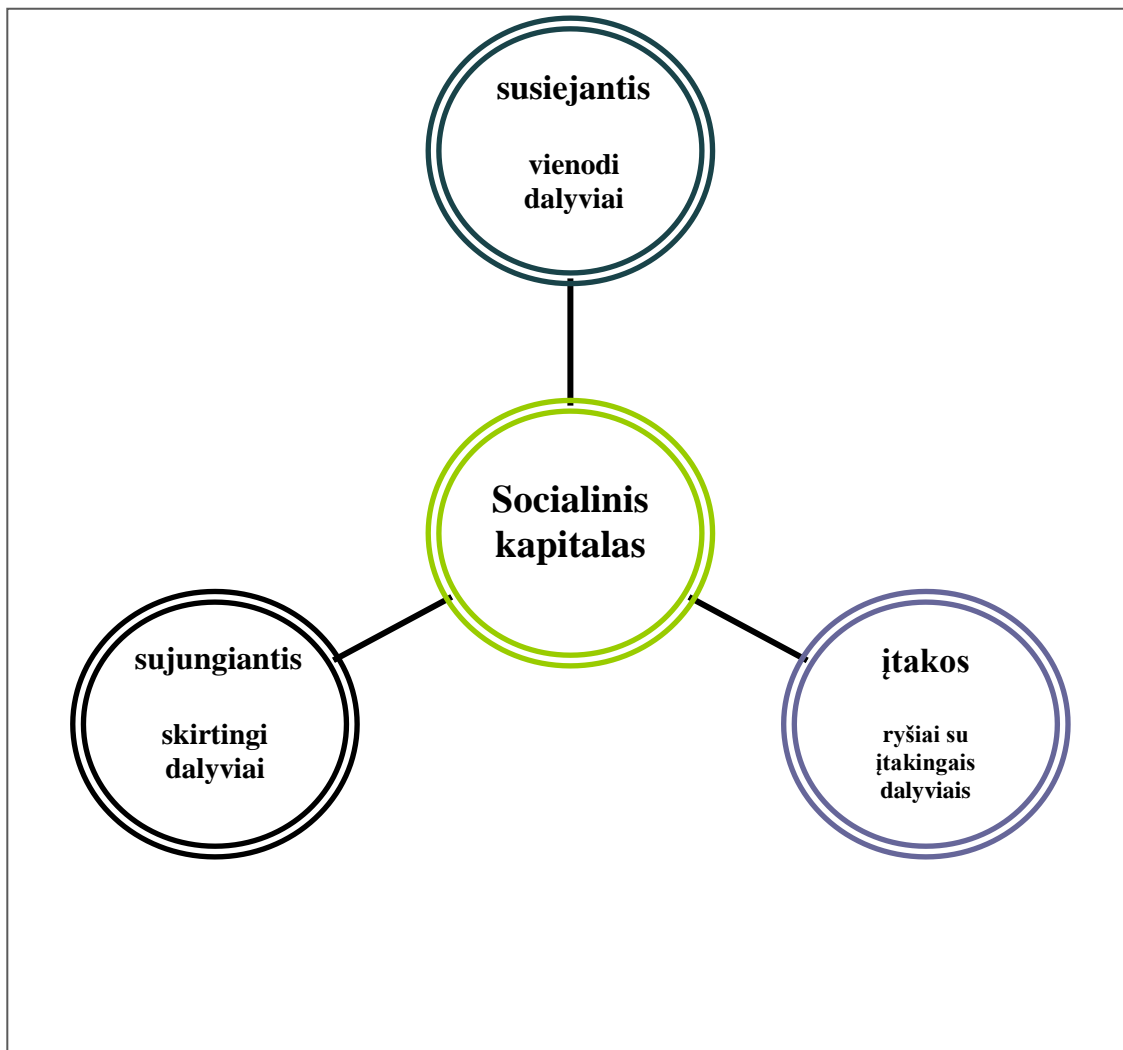 susiejantis
vienodi
dalyviai
Socialinis
kapitalas
sujungiantis
skirtingi
dalyviai
įtakos
ryšiai su
įtakingais
dalyviais